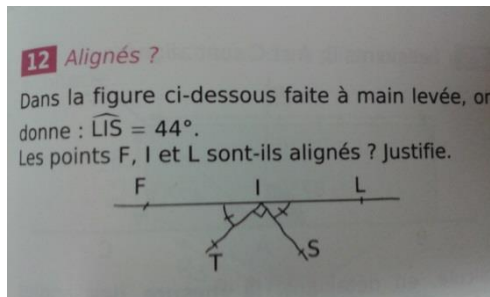 12 Alignés ?
Dans la figure ci-dessous faite à main levée, on
donne : LIS = 44°.
Les points F, I et L sont-ils alignés ? Justifie.
F I L
T S